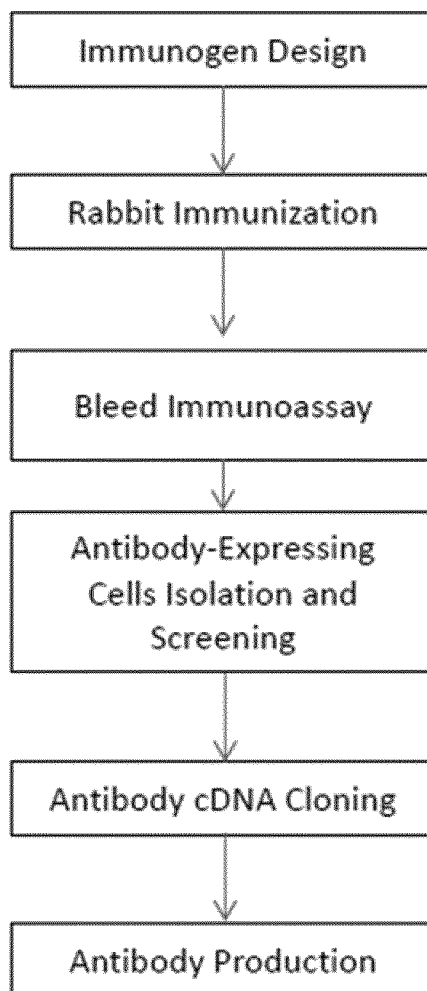 Immunogen Design
Rabbit Immunization
Bleed Immunoassay
Antibody-Expressing
Cells Isolation and
Screening
Antibody cDNA Cloning
Antibody Production